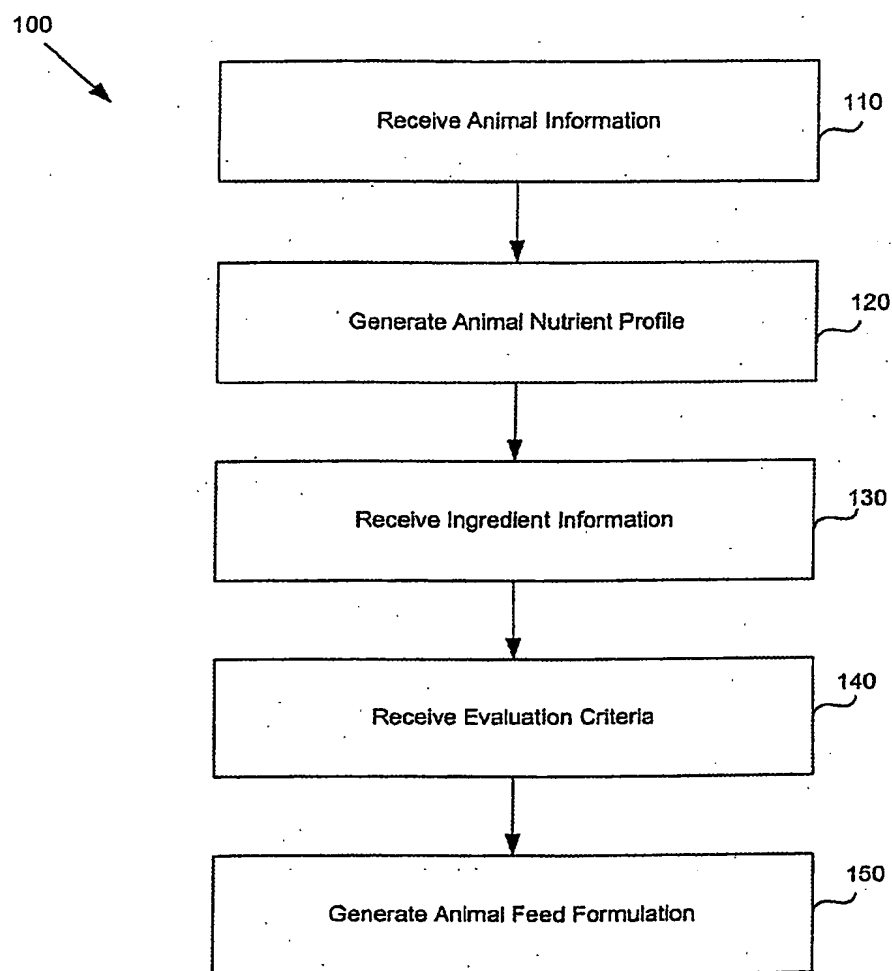 100
Receive Animal Information
110
Generate Animal Nutrient Profile
120
Receive Ingredient Information
130
Receive Evaluation Criteria
140
Generate Animal Feed Formulation
150